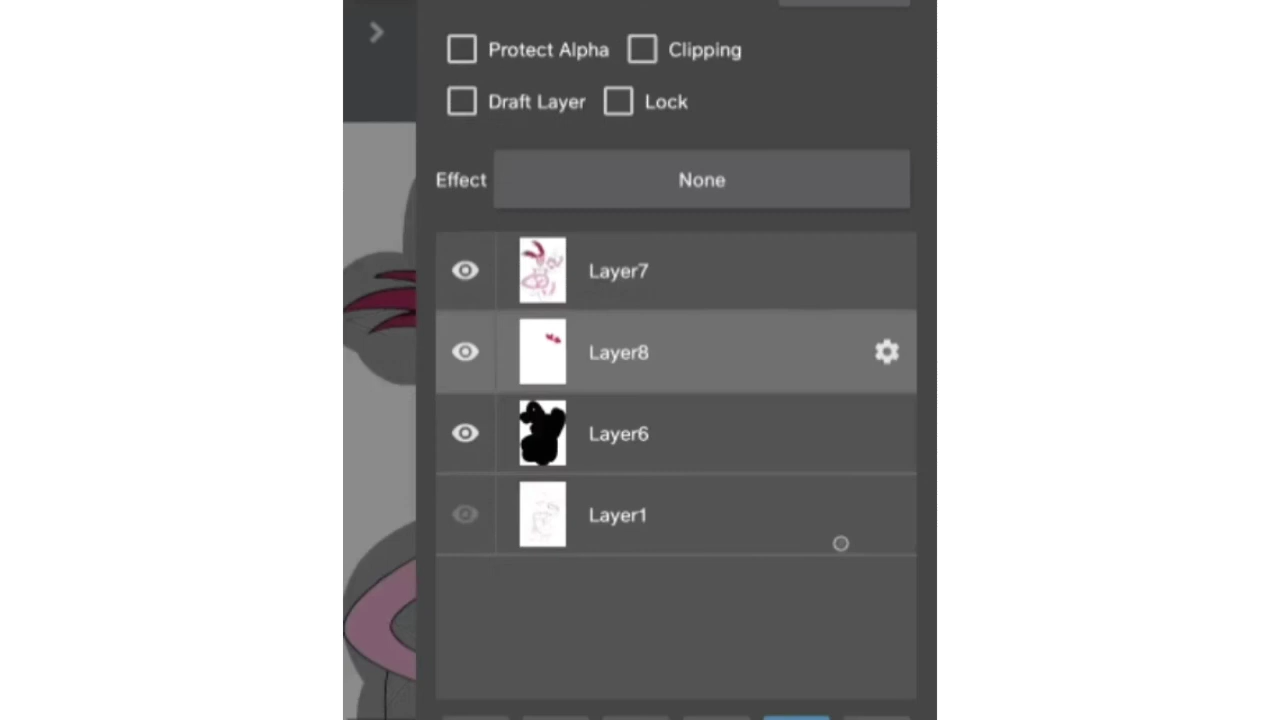 Protect Alpha Clipping
Draft Layer Lock
Effect None
Layer7
Layer8
Layer6
Layer1